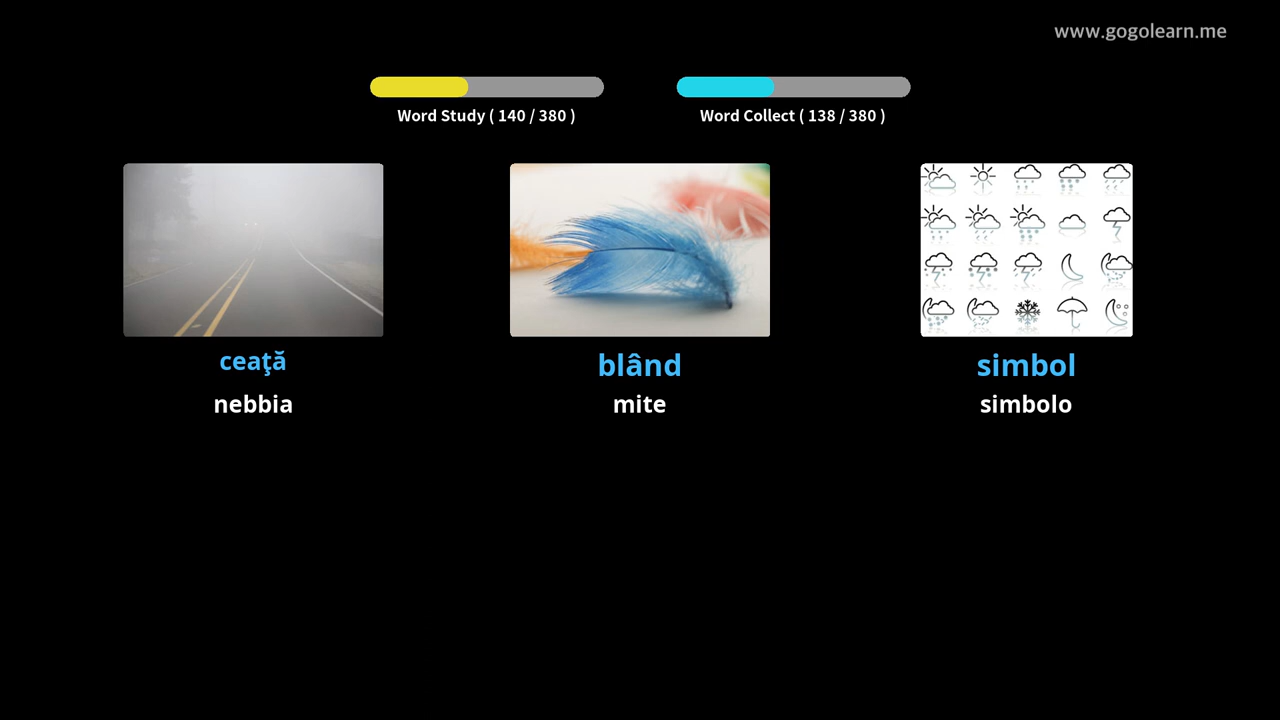 www.gogolearn.me
Word Study ( 140 / 380 )
Word Collect ( 138 / 380 )
ceaţă
blând
simbol
nebbia
mite
simbolo